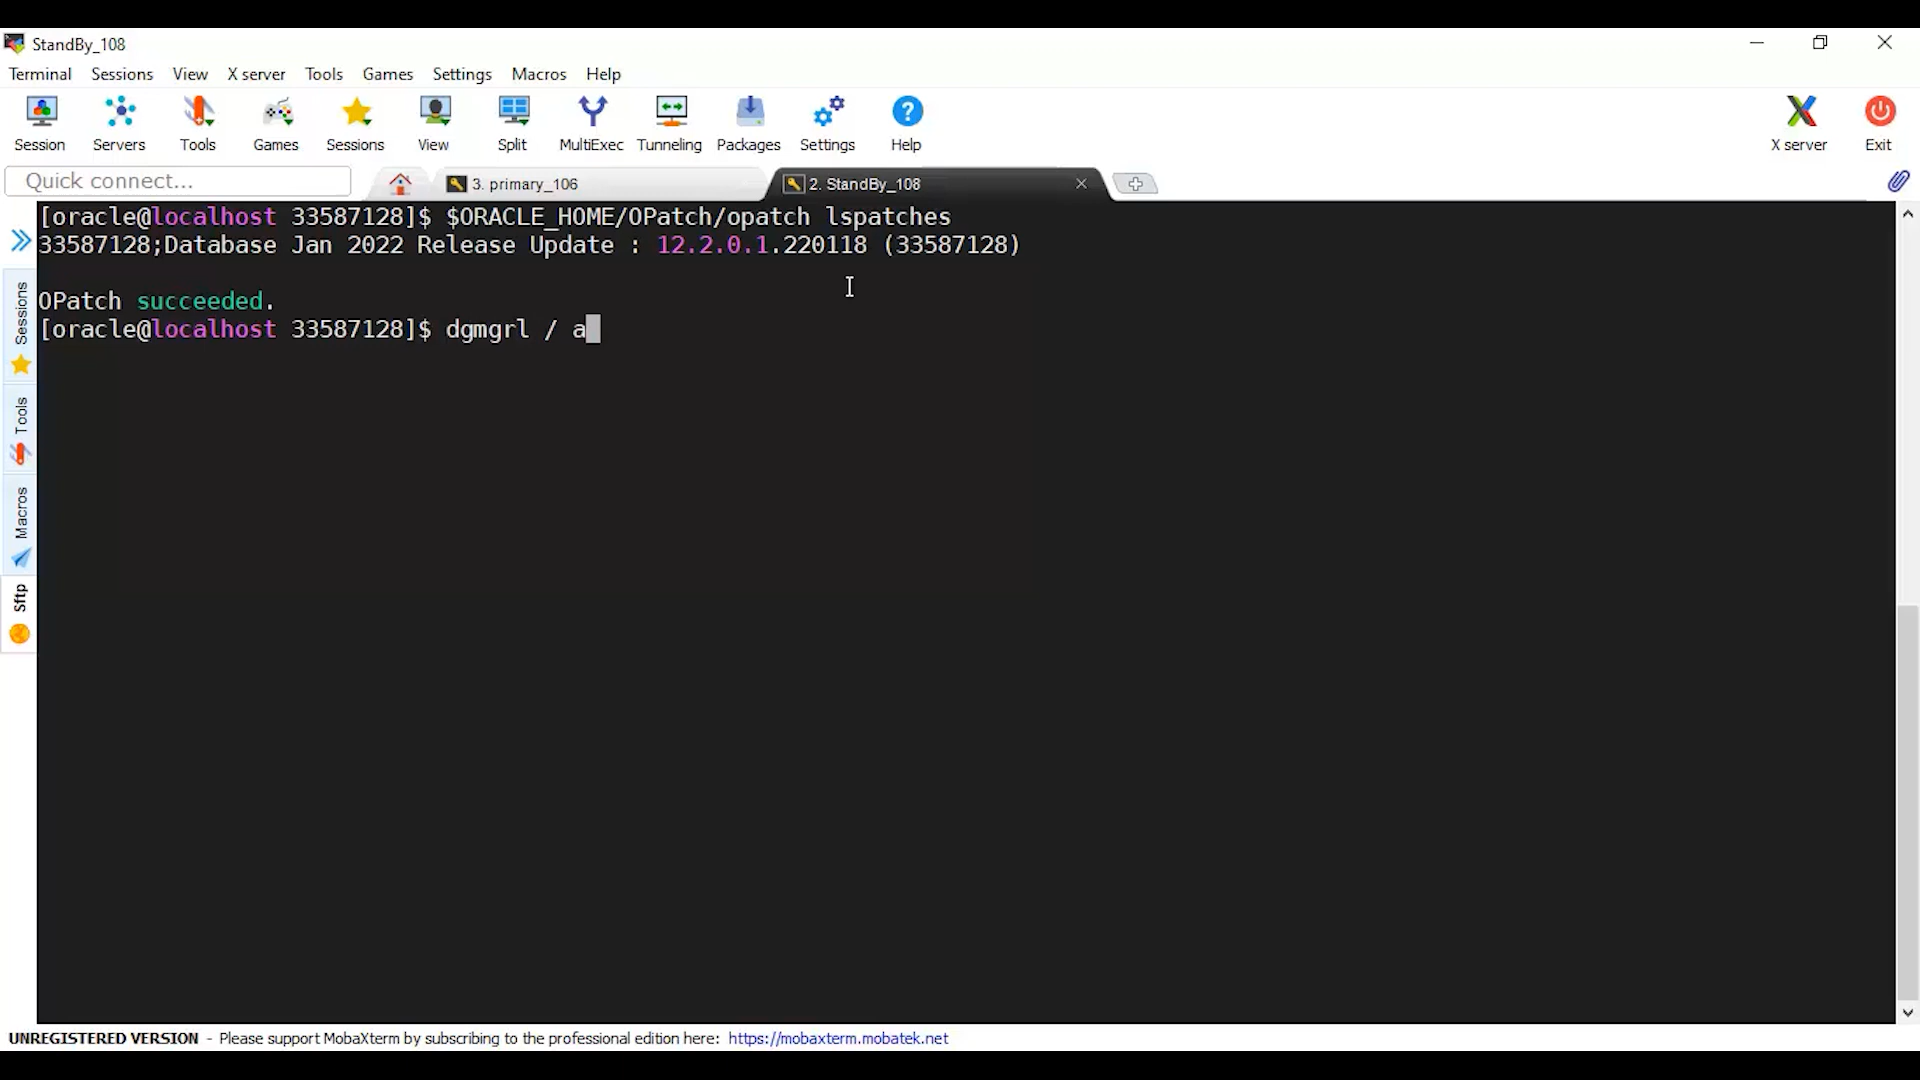 StandBy_108
Terminal Sessions View X server Tools Games Settings Macros Help
Session Servers Tools Games Sessions View Split MultiExec Tunneling Packages Settings Help X server Exit
Quick connect... 3. primary_106 2. StandBy_108
[oracle@localhost 33587128]$ $ORACLE_HOME/OPatch/opatch lspatches
33587128;Database Jan 2022 Release Update : 12.2.0.1.220118 (33587128)
OPatch succeeded.
[oracle@localhost 33587128]$ dgmgrl / a
Sessions
Tools
Macros
Sftp
UNREGISTERED VERSION - Please support MobaXterm by subscribing to the professional edition here: https://mobaxterm.mobatek.net